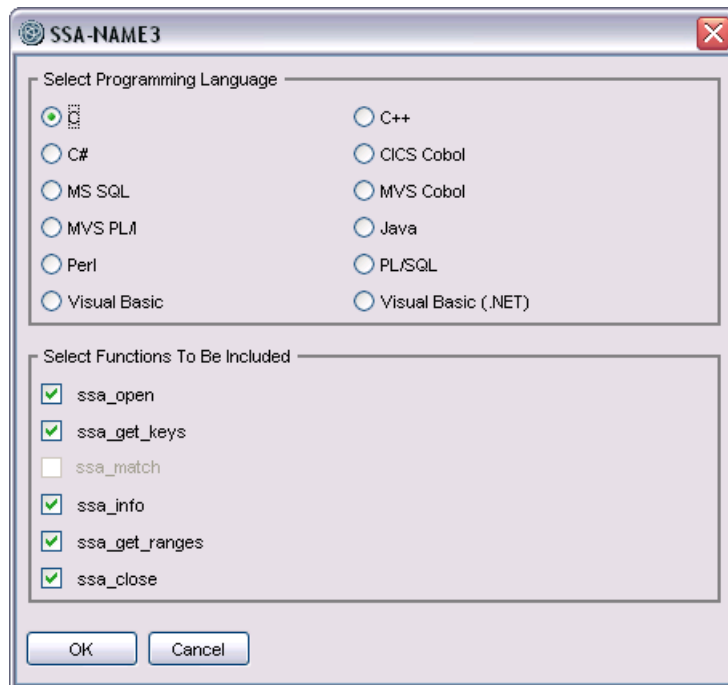 SSA-NAME3
Select Programming Language
C
C++
C#
CICS Cobol
MS SQL
MVS Cobol
MVS PL/I
Java
Perl
PL/SQL
Visual Basic
Visual Basic (.NET)
Select Functions To Be Included
ssa_open
ssa_get_keys
ssa_match
ssa_info
ssa_get_ranges
ssa_close
OK
Cancel